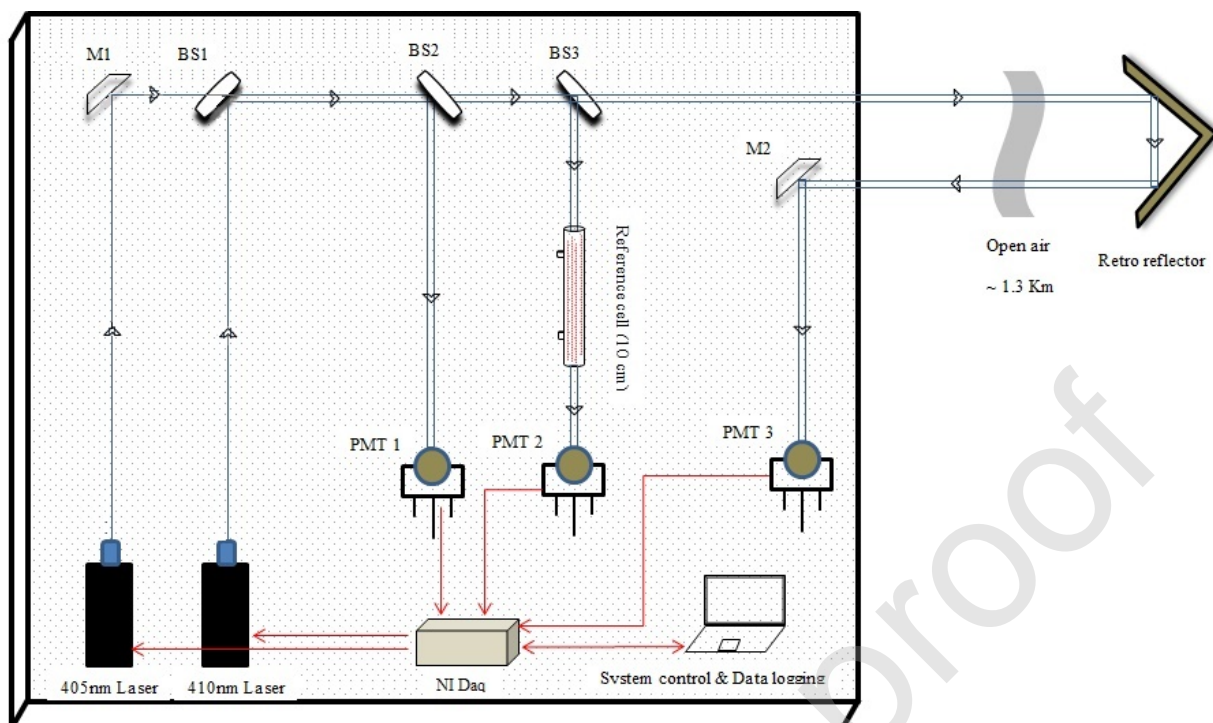 M1
BS1
BS2
BS3
M2
Open air
~ 1.3 Km
Retro reflector
Reference cell (10 cm)
PMT 1
PMT 2
PMT 3
405nm Laser
410nm Laser
NI Daq
System control & Data logging
proof